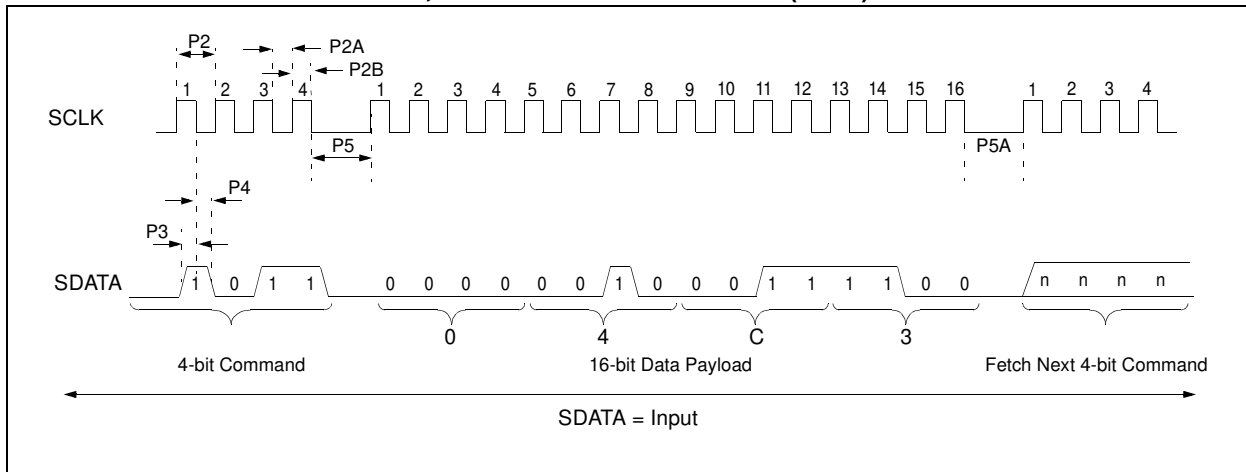 P2
P2A
P2B
1 2 3 4 1 2 3 4 5 6 7 8 9 10 11 12 13 14 15 16 1 2 3 4
SCLK
P5
P5A
P4
P3
SDATA
1 0 1 1 0 0 0 0 0 0 1 0 0 0 1 1 1 1 0 0 n n n n
0 4 C 3
4-bit Command 16-bit Data Payload Fetch Next 4-bit Command
SDATA = Input